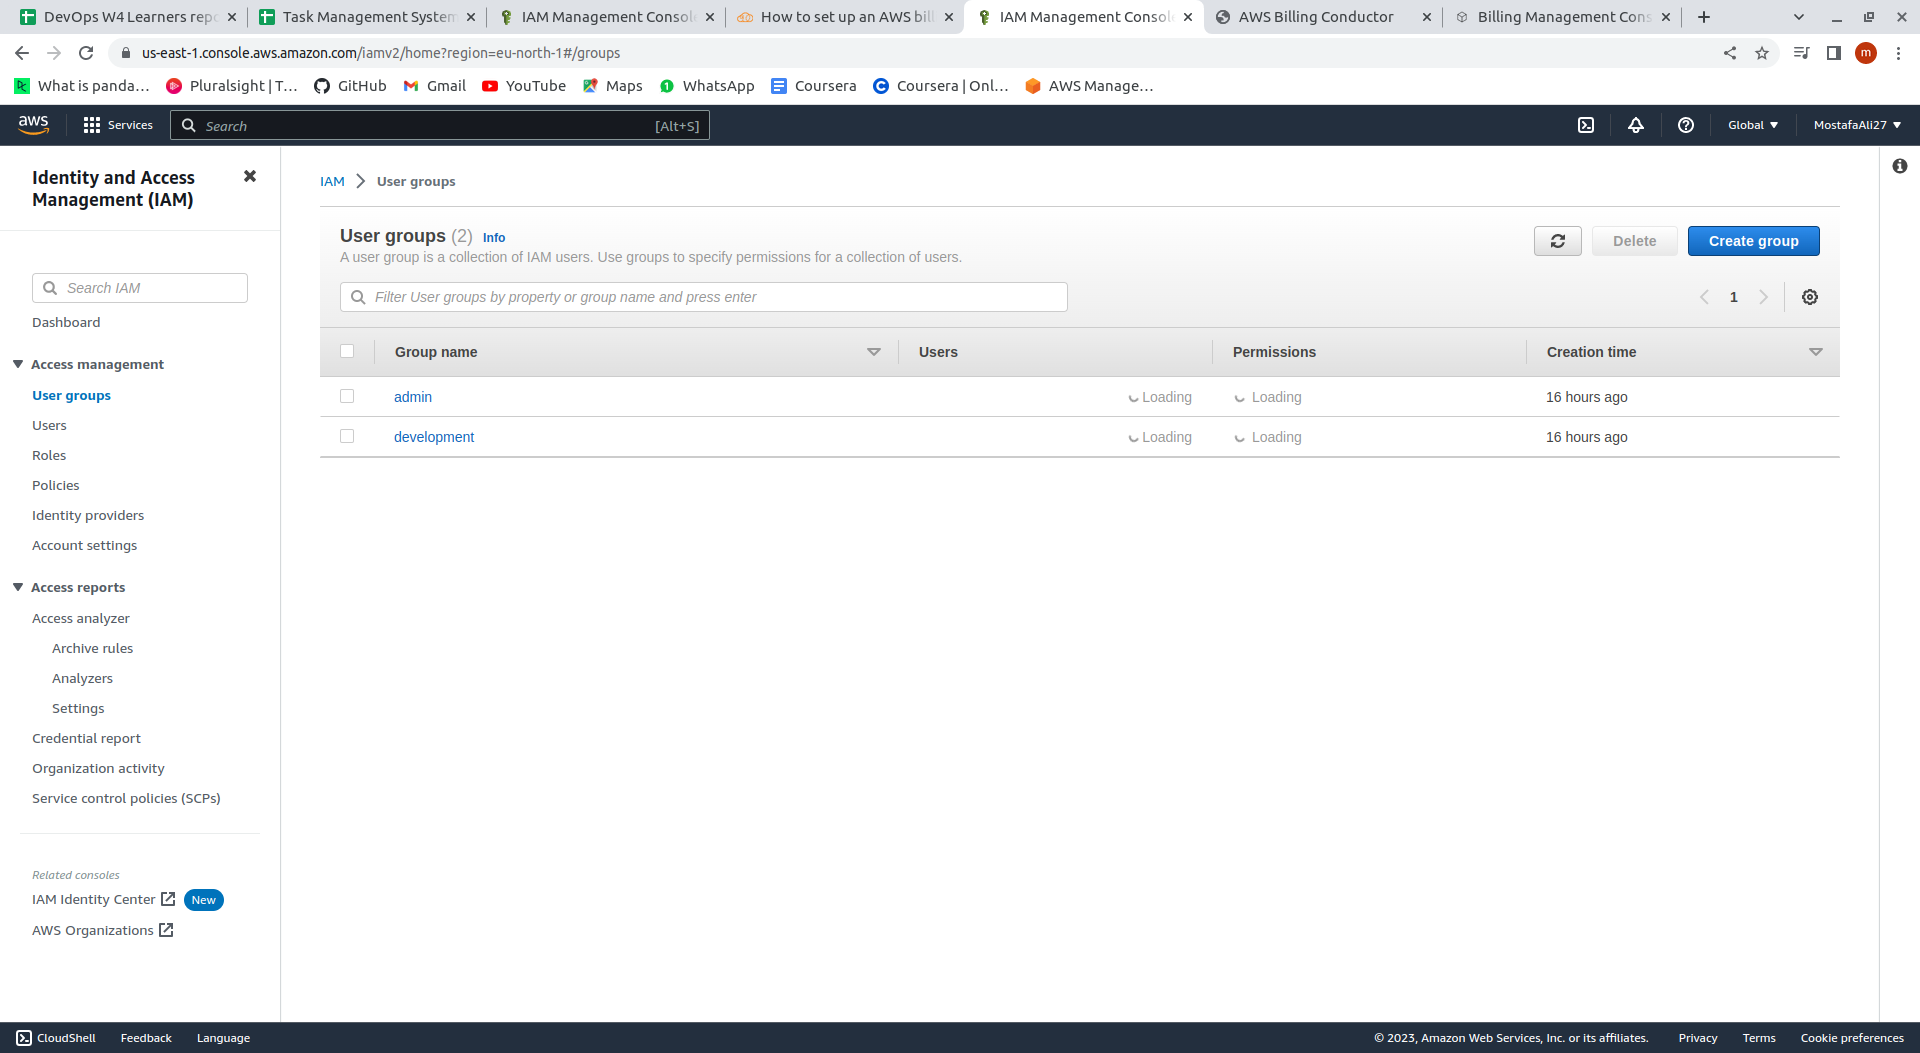 DevOps W4 Learners repo
Task Management System
IAM Management Console
How to set up an AWS bill
IAM Management Console
AWS Billing Conductor
Billing Management Cons
us-east-1.console.aws.amazon.com/iamv2/home?region=eu-north-1#/groups
m
What is panda...
Pluralsight | T...
GitHub
Gmail
YouTube
Maps
WhatsApp
Coursera
Coursera | Onl...
AWS Manage...
aws
Services
Search
[Alt+S]
Global
MostafaAli27
Identity and Access
Management (IAM)
Search IAM
Dashboard
Access management
User groups
Users
Roles
Policies
Identity providers
Account settings
Access reports
Access analyzer
Archive rules
Analyzers
Settings
Credential report
Organization activity
Service control policies (SCPs)
Related consoles
IAM Identity Center New
AWS Organizations
IAM > User groups
User groups (2) Info
A user group is a collection of IAM users. Use groups to specify permissions for a collection of users.
Delete
Create group
Filter User groups by property or group name and press enter
1
Group name Users Permissions Creation time
admin Loading Loading 16 hours ago
development Loading Loading 16 hours ago
CloudShell Feedback Language
© 2023, Amazon Web Services, Inc. or its affiliates. Privacy Terms Cookie preferences